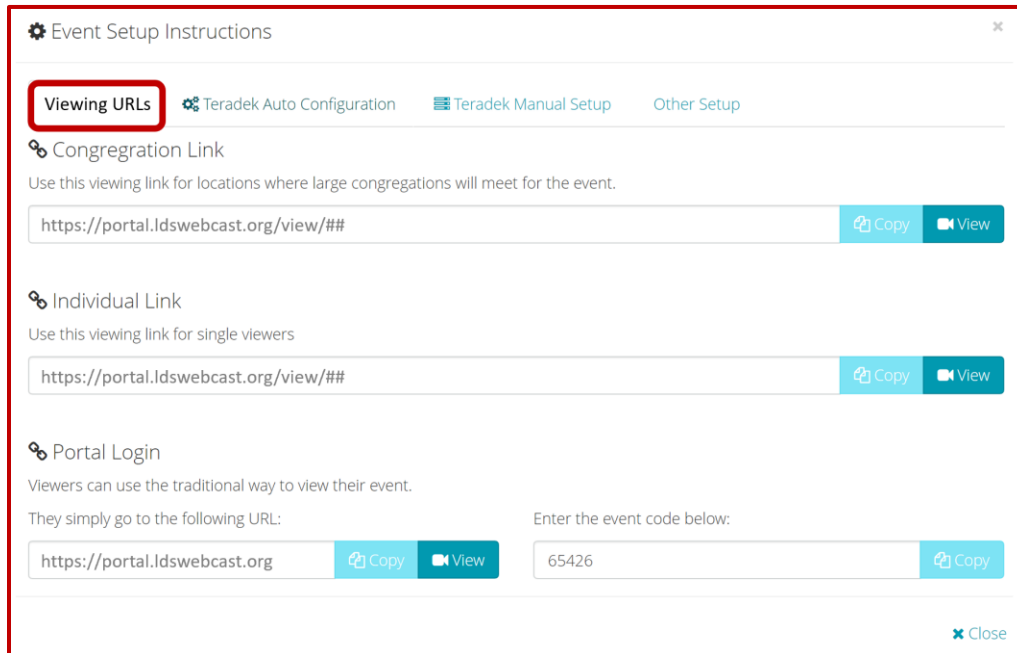 Event Setup Instructions
Viewing URLs Teradek Auto Configuration Teradek Manual Setup Other Setup
Congregration Link
Use this viewing link for locations where large congregations will meet for the event.
https://portal.ldswebcast.org/view/## Copy View
Individual Link
Use this viewing link for single viewers
https://portal.ldswebcast.org/view/## Copy View
Portal Login
Viewers can use the traditional way to view their event.
They simply go to the following URL: Enter the event code below:
https://portal.ldswebcast.org Copy View 65426 Copy
Close